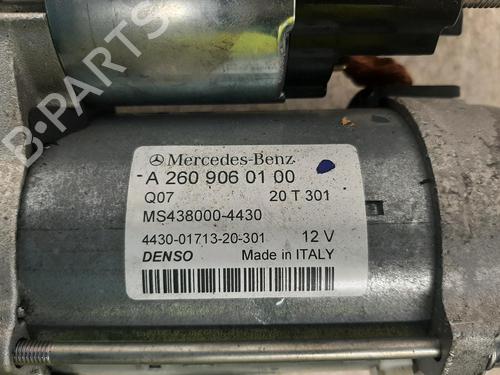 Mercedes-Benz
A 260 906 01 00
Q07 20 T 301
MS438000-4430
4430-01713-20-301 12 V
DENSO Made in ITALY
B-PARTS